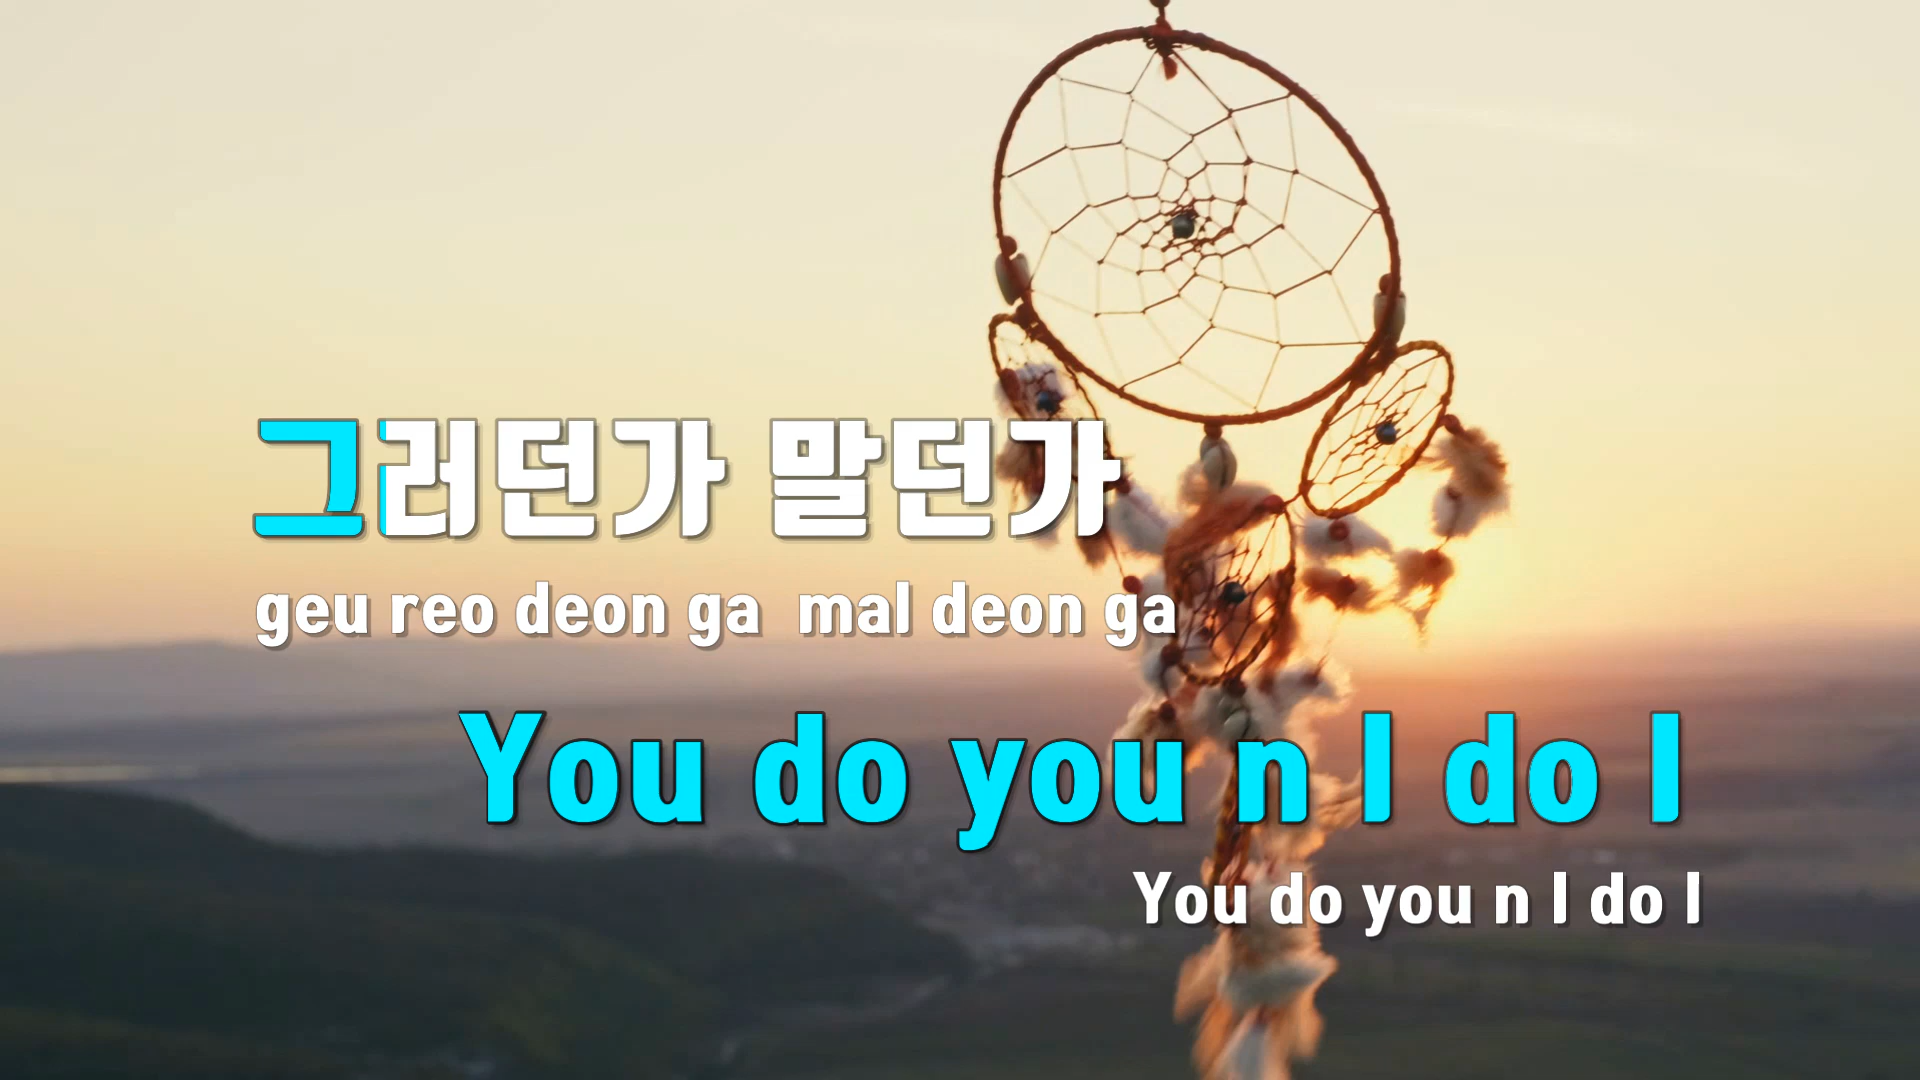 그러던가 말던가
geu reo deon ga mal deon ga
You do you n I do I
You do you n I do I